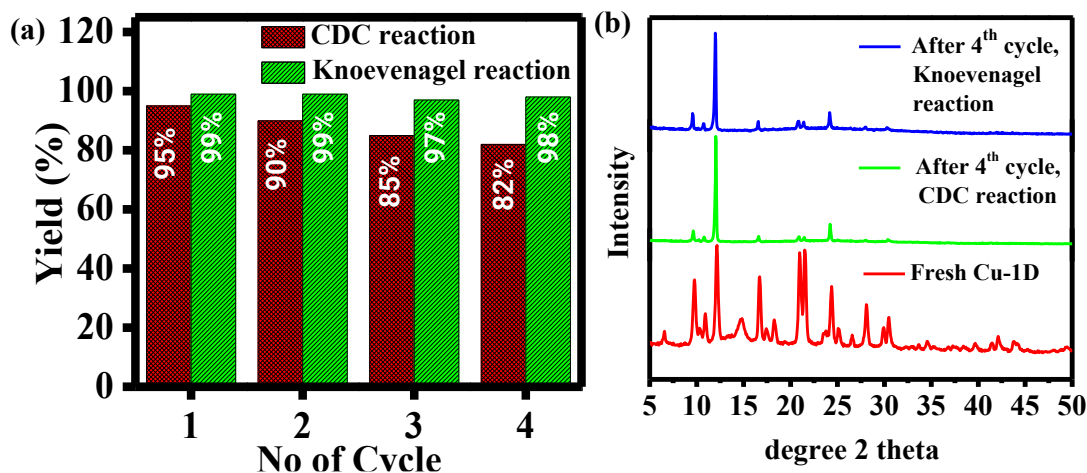 (a)
120
100
80
60
40
20
0
Yield (%)
CDC reaction
Knoevenagel reaction
95%
99%
90%
99%
85%
97%
82%
98%
1 2 3 4
No of Cycle
(b)
Intensity
After 4th cycle,
Knoevenagel
reaction
After 4th cycle,
CDC reaction
Fresh Cu-1D
5 10 15 20 25 30 35 40 45 50
degree 2 theta